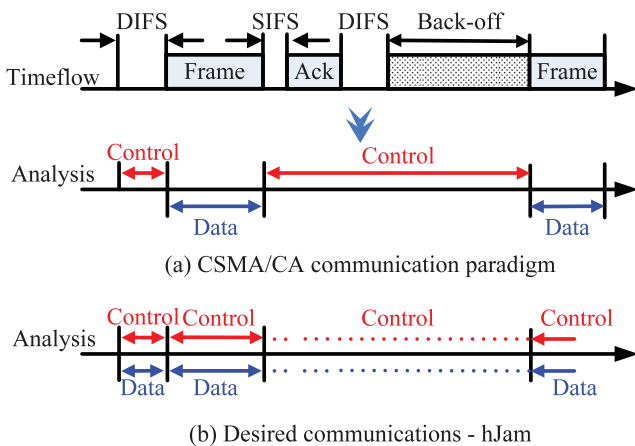 DIFS SIFS DIFS Back-off
Timeflow Frame Ack Frame
Control Control
Analysis
Data Data
(a) CSMA/CA communication paradigm
Control Control Control Control
Analysis
Data Data Data
(b) Desired communications - hJam